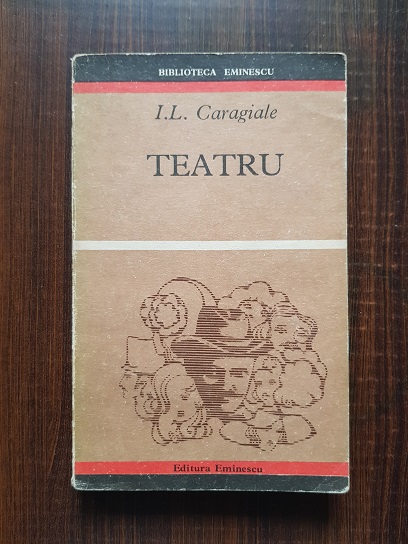 BIBLIOTECA EMINESCU
I.L. Caragiale
TEATRU
Editura Eminescu